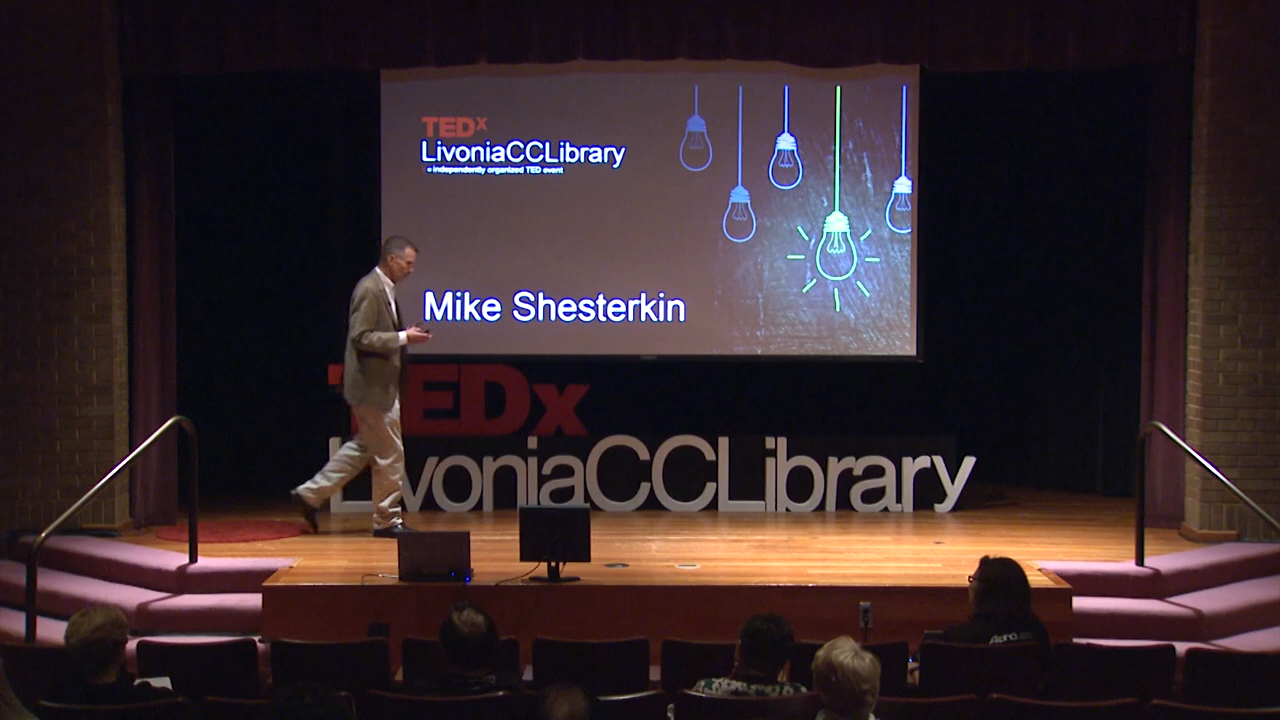 TEDx
LivoniaCCLibrary
independently organized TED event
Mike Shesterkin
TEDx
LivoniaCCLibrary